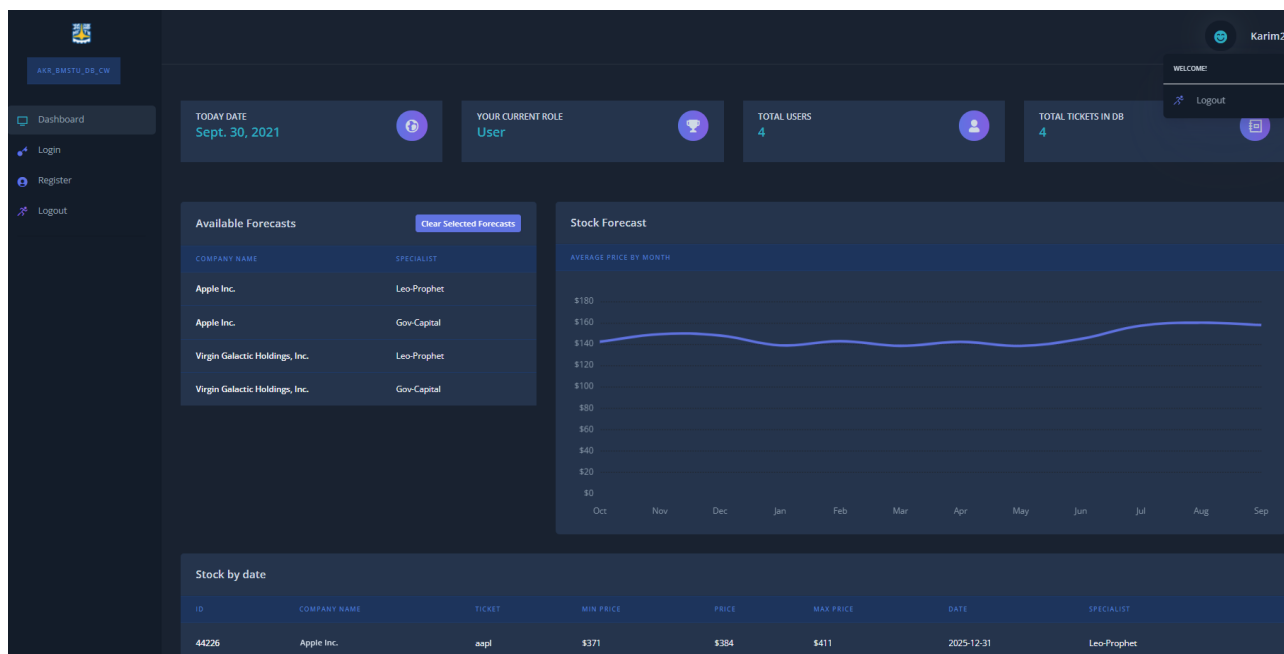 Karim2
AKR_BMSTU_DB_CW
WELCOME!
Logout
Dashboard
Login
Register
Logout
TODAY DATE
Sept. 30, 2021
YOUR CURRENT ROLE
User
TOTAL USERS
4
TOTAL TICKETS IN DB
4
Available Forecasts
Clear Selected Forecasts
COMPANY NAME SPECIALIST
Apple Inc. Leo-Prophet
Apple Inc. Gov-Capital
Virgin Galactic Holdings, Inc. Leo-Prophet
Virgin Galactic Holdings, Inc. Gov-Capital
Stock Forecast
AVERAGE PRICE BY MONTH
$180
$160
$140
$120
$100
$80
$60
$40
$20
$0
Oct Nov Dec Jan Feb Mar Apr May Jun Jul Aug Sep
Stock by date
ID COMPANY NAME TICKET MIN PRICE PRICE MAX PRICE DATE SPECIALIST
44226 Apple Inc. aapl $371 $384 $411 2025-12-31 Leo-Prophet